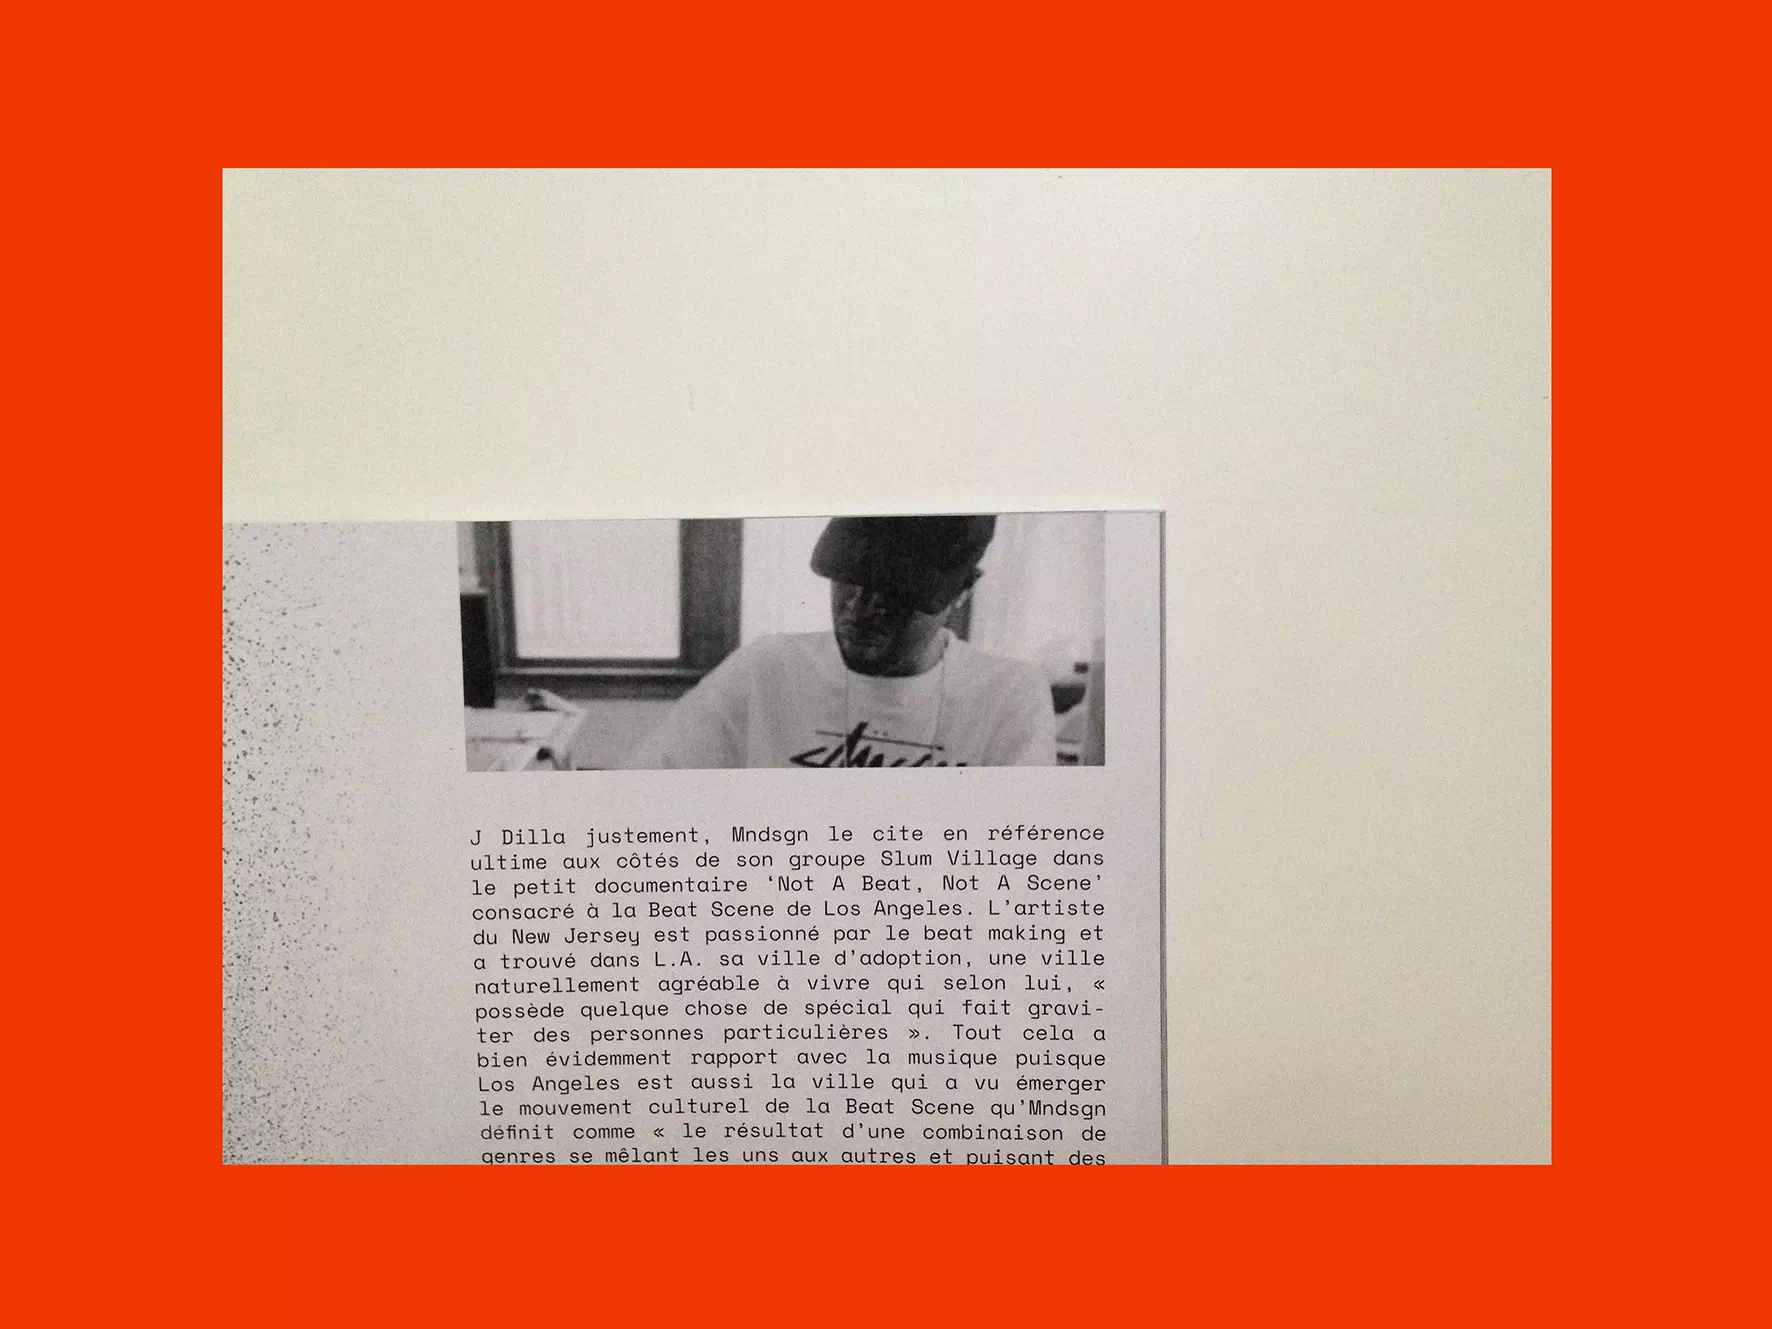 J Dilla justement, Mndsgn le cite en référence
ultime aux côtés de son groupe Slum Village dans
le petit documentaire ‘Not A Beat, Not A Scene’
consacré à la Beat Scene de Los Angeles. L’artiste
du New Jersey est passionné par le beat making et
a trouvé dans L.A. sa ville d’adoption, une ville
naturellement agréable à vivre qui selon lui, «
possède quelque chose de spécial qui fait gravi-
ter des personnes particulières ». Tout cela a
bien évidemment rapport avec la musique puisque
Los Angeles est aussi la ville qui a vu émerger
le mouvement culturel de la Beat Scene qu’Mndsgn
définit comme « le résultat d’une combinaison de
genres se mêlant les uns aux autres et puisant des